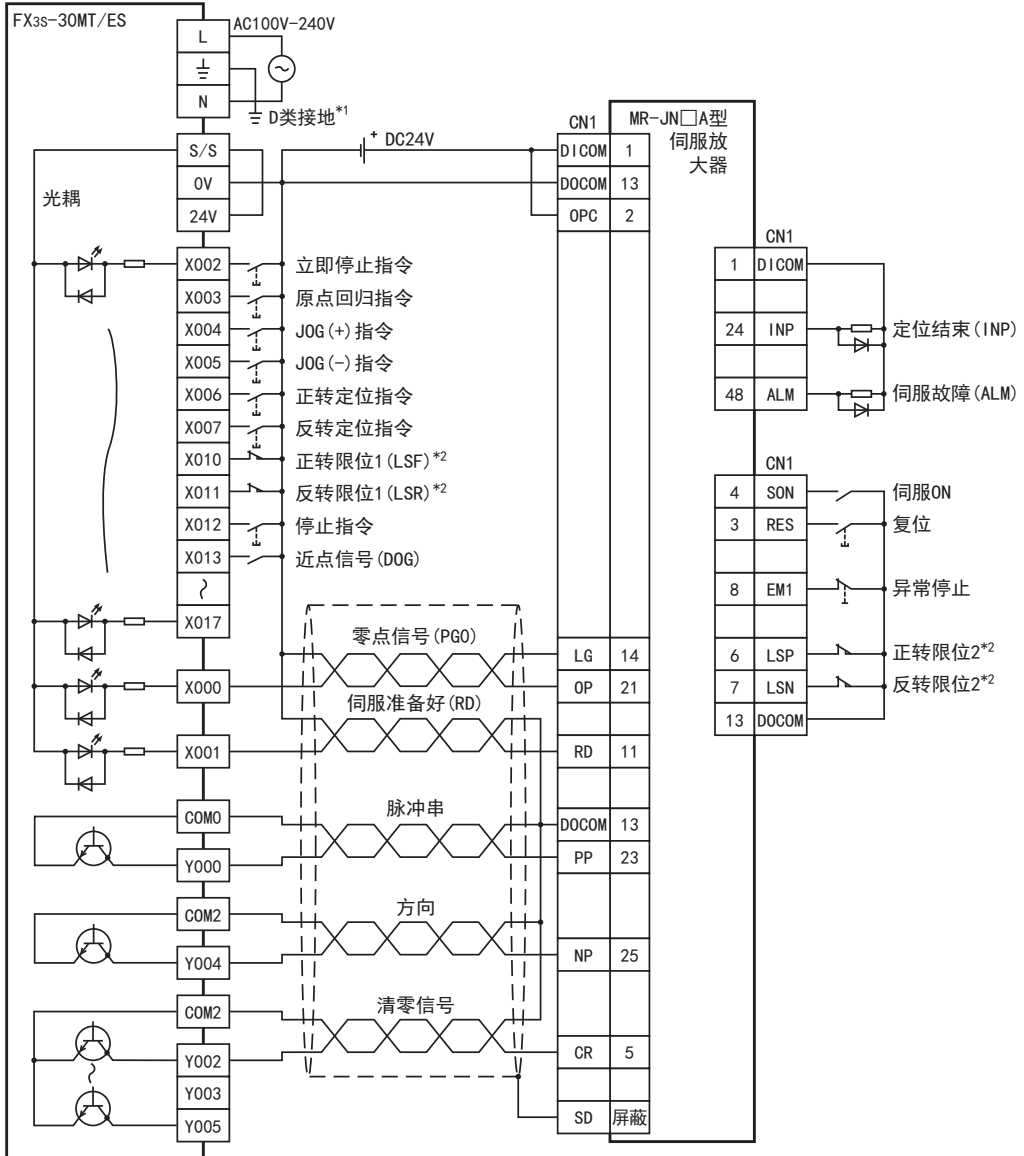 FX3S-30MT/ES
L
AC100V-240V
N
D类接地*1
S/S
0V
24V
光耦
+ DC24V
CN1
MR-JN□A型
伺服放
大器
DICOM 1
DOCOM 13
OPC 2
X002 立即停止指令
X003 原点回归指令
X004 JOG(+)指令
X005 JOG(-)指令
X006 正转定位指令
X007 反转定位指令
X010 正转限位1(LSF)*2
X011 反转限位1(LSR)*2
X012 停止指令
X013 近点信号(DOG)
X017
零点信号(PG0)
LG 14
X000
OP 21
伺服准备好(RD)
X001
RD 11
COM0
脉冲串
DOCOM 13
Y000
PP 23
COM2
方向
Y004
NP 25
COM2
清零信号
Y002
CR 5
Y003
Y005
SD 屏蔽
CN1
1 DICOM
24 INP 定位结束(INP)
48 ALM 伺服故障(ALM)
CN1
4 SON 伺服ON
3 RES 复位
8 EM1 异常停止
6 LSP 正转限位2*2
7 LSN 反转限位2*2
13 DOCOM